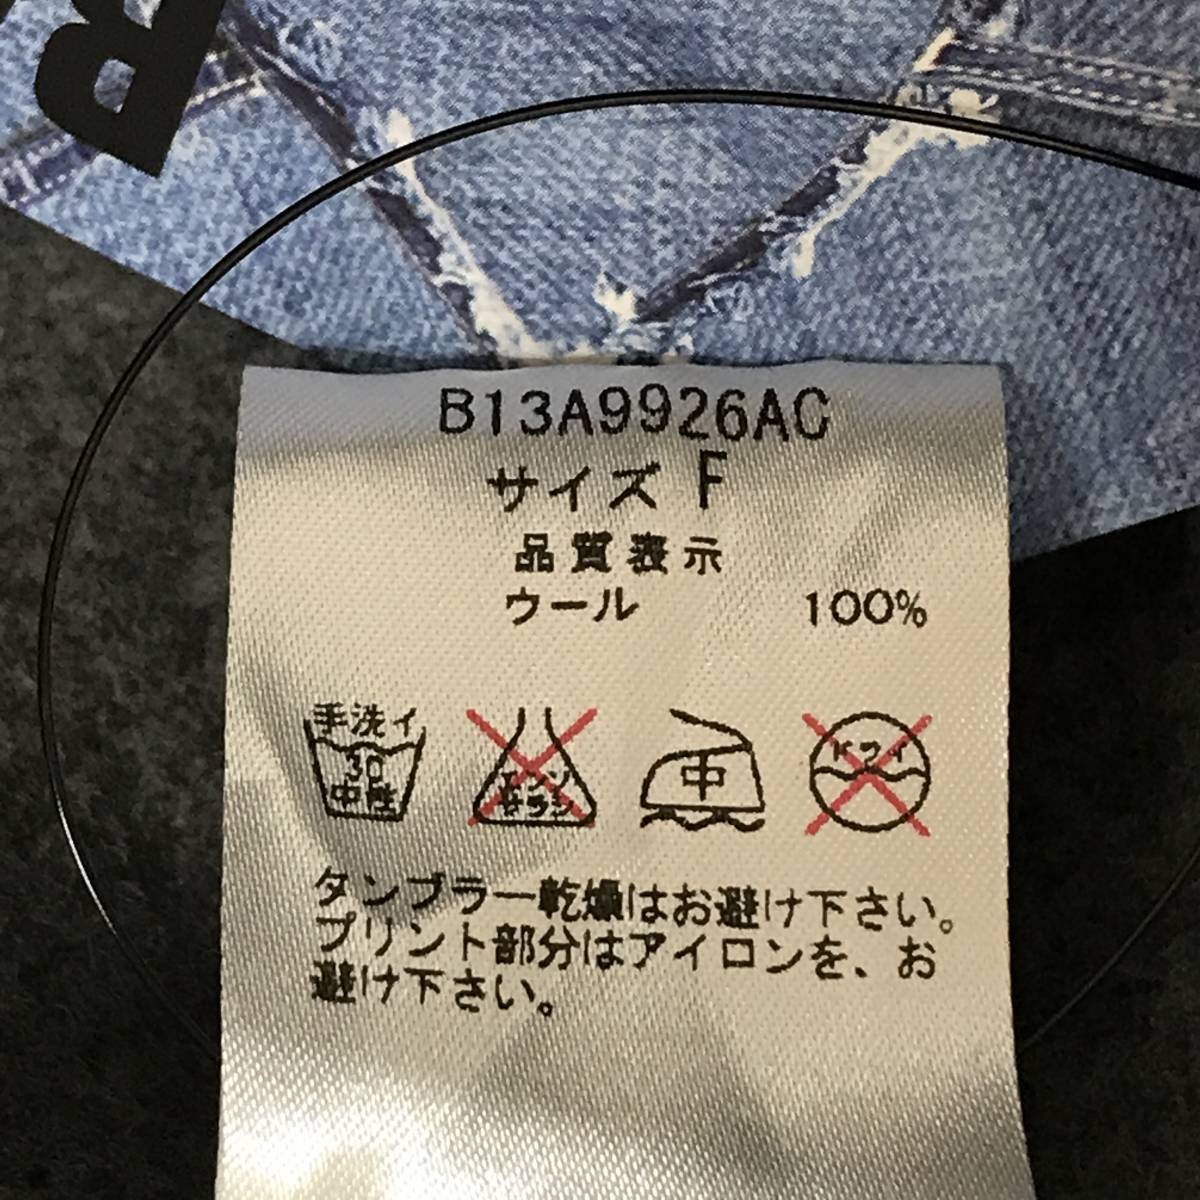 R
B13A9926AC
サイズ F
品質表示
ウール 100%
手洗イ
30
中性
エンソ
サラシ
中
ドライ
タンブラー乾燥はお避け下さい。
プリント部分はアイロンを、お
避け下さい。